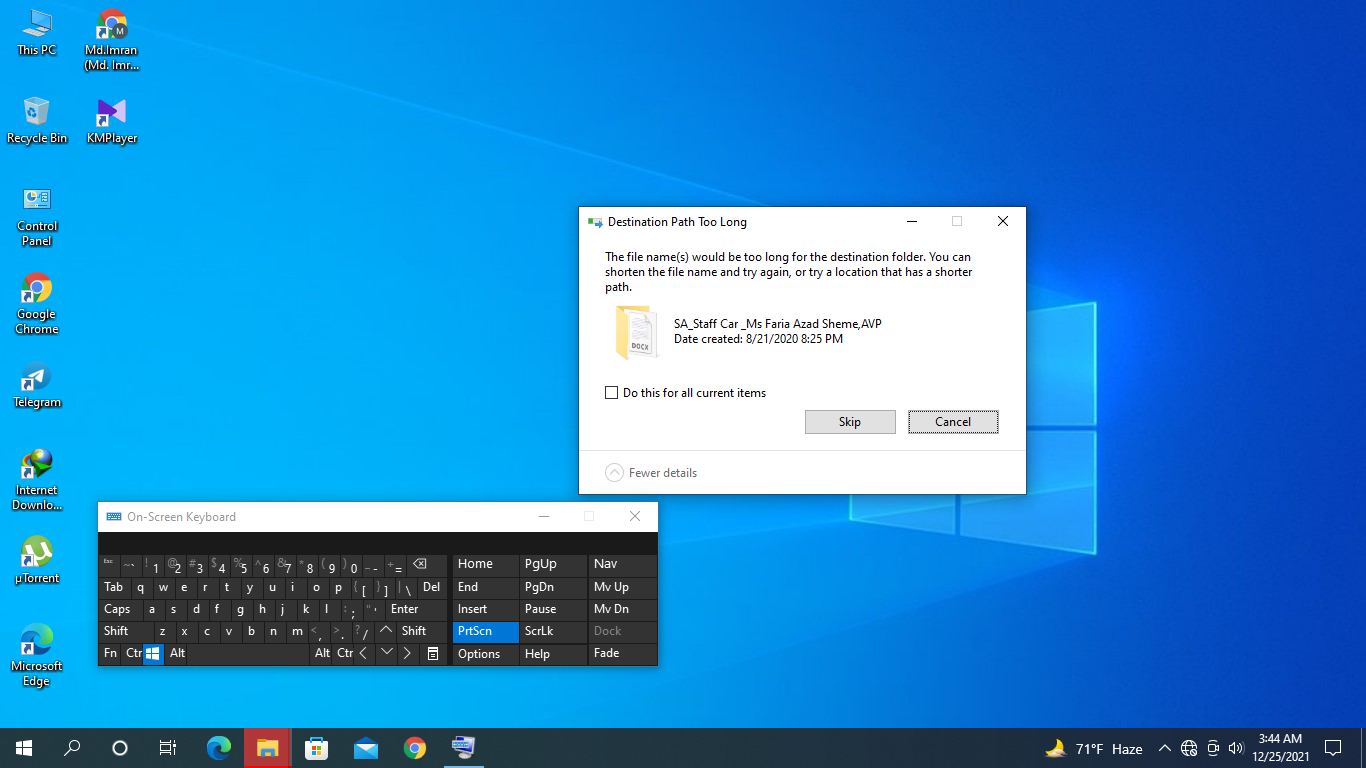 This PC
Md.Imran
(Md. Imr...
Recycle Bin
KMPlayer
Control
Panel
Google
Chrome
Telegram
Internet
Downlo...
µTorrent
Microsoft
Edge
Destination Path Too Long
The file name(s) would be too long for the destination folder. You can
shorten the file name and try again, or try a location that has a shorter
path.
DOCX
SA_Staff Car _Ms Faria Azad Sheme,AVP
Date created: 8/21/2020 8:25 PM
Do this for all current items
Skip Cancel
Fewer details
On-Screen Keyboard
Esc ~` !1 @2 #3 $4 %5 ^6 &7 *8 (9 )0 _- += Home PgUp Nav
Tab q w e r t y u i o p {[ }] |\ Del End PgDn Mv Up
Caps a s d f g h j k l :; "' Enter Insert Pause Mv Dn
Shift z x c v b n m <, >. ?/ Shift PrtScn ScrLk Dock
Fn Ctr Alt Alt Ctr Options Help Fade
M
71°F Haze
3:44 AM
12/25/2021